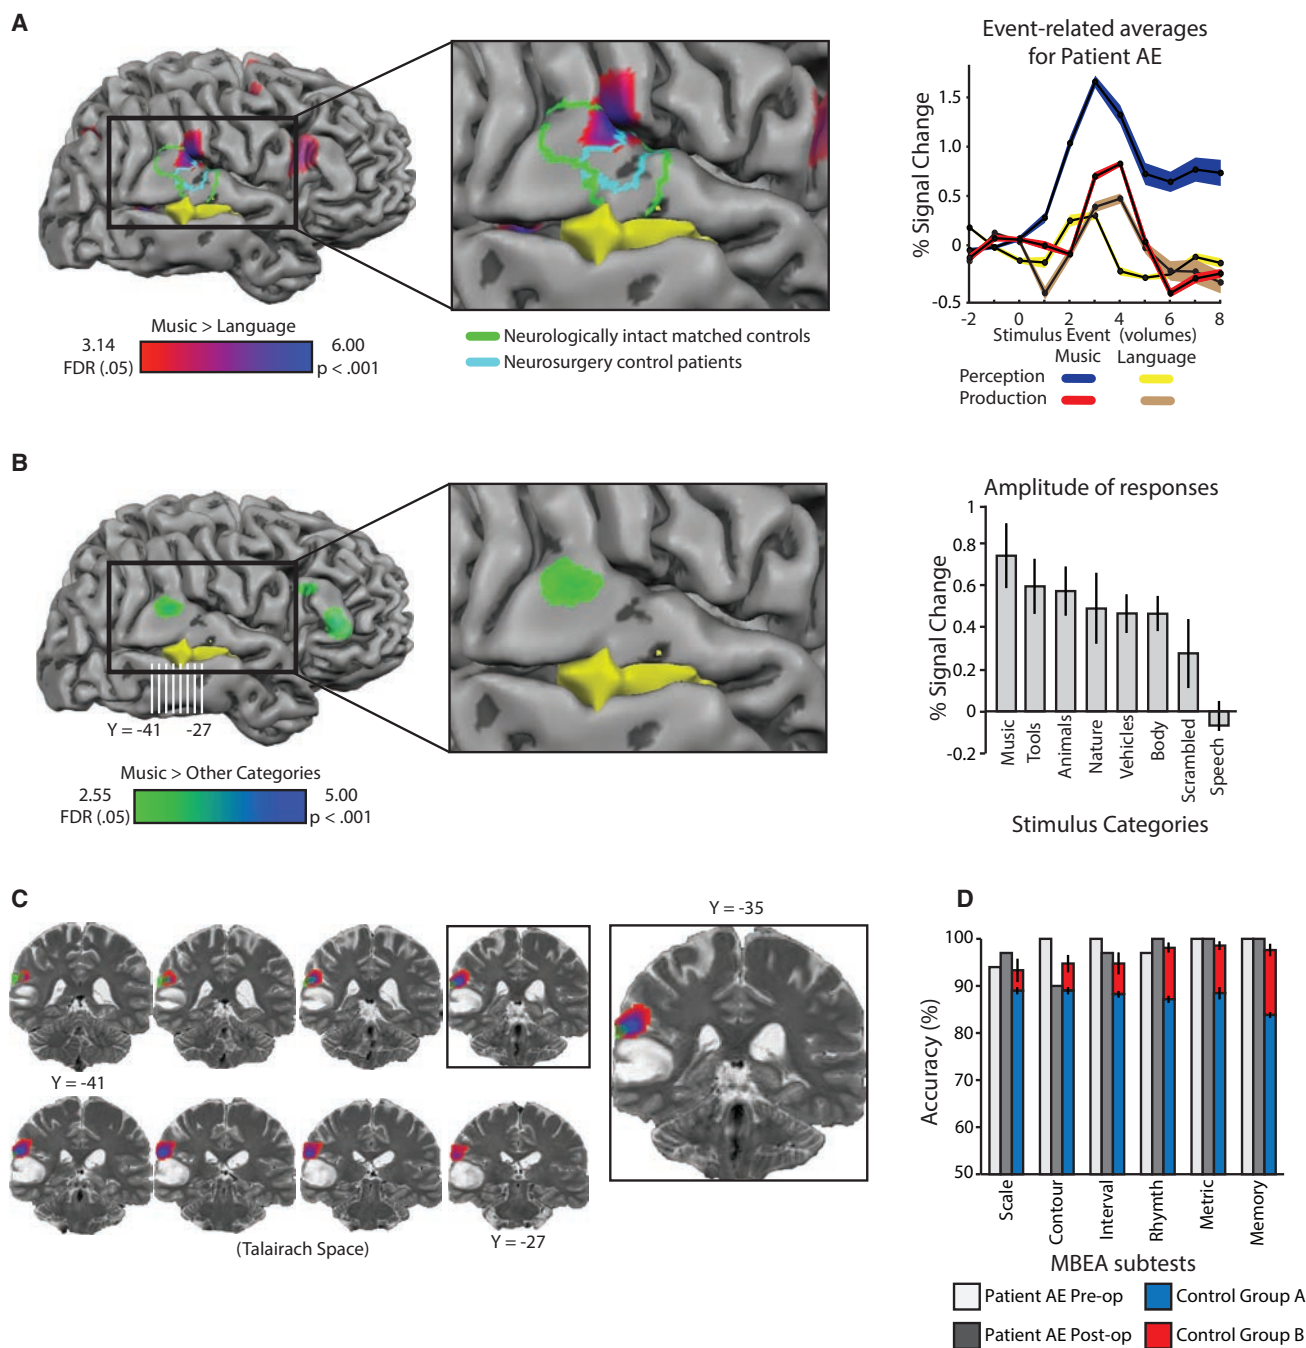 A
Event-related averages
for Patient AE
% Signal Change
1.5
1.0
0.5
0
-0.5
-2 0 2 4 6 8
Stimulus Event (volumes)
Music Language
Perception
Production
Music > Language
3.14 6.00
FDR (.05) p < .001
Neurologically intact matched controls
Neurosurgery control patients
B
Y = -41 -27
Music > Other Categories
2.55 5.00
FDR (.05) p < .001
Amplitude of responses
% Signal Change
1
0.8
0.6
0.4
0.2
0
-0.2
Music
Tools
Animals
Nature
Vehicles
Body
Scrambled
Speech
Stimulus Categories
C
Y = -35
Y = -41
(Talairach Space)
Y = -27
D
Accuracy (%)
100
90
80
70
60
50
Scale
Contour
Interval
Rhymth
Metric
Memory
MBEA subtests
Patient AE Pre-op Control Group A
Patient AE Post-op Control Group B